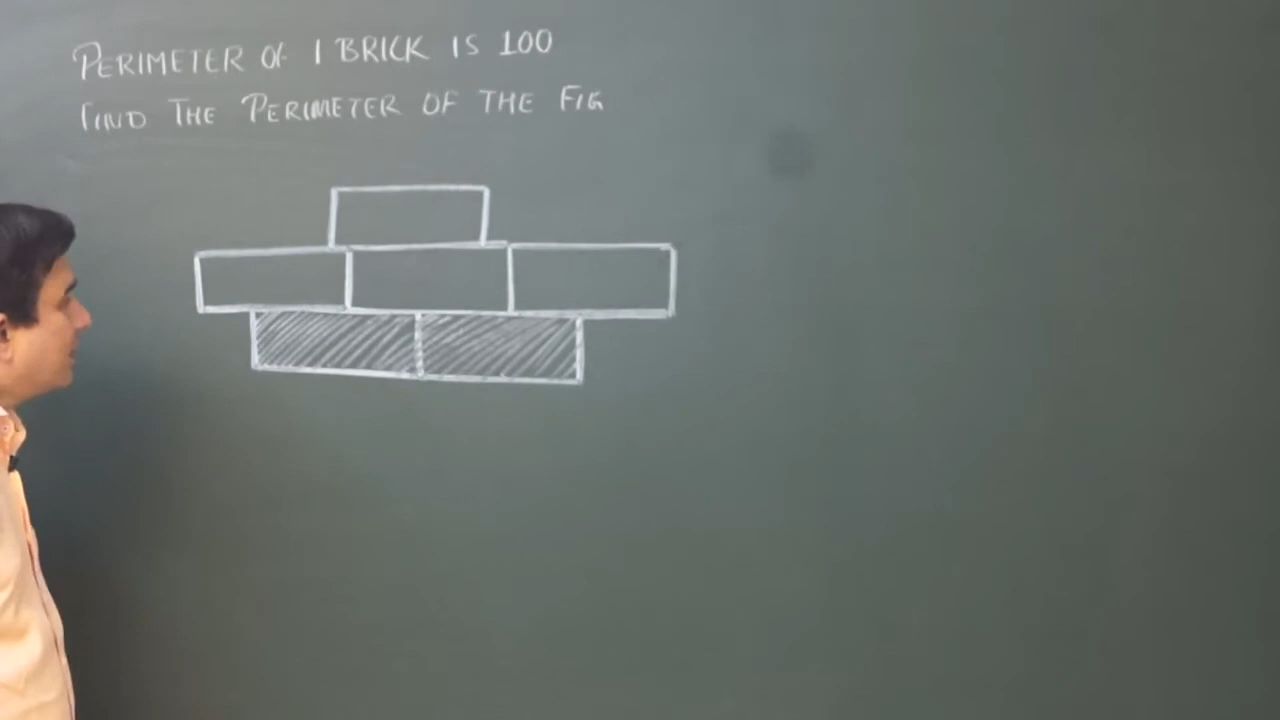 PERIMETER OF 1 BRICK IS 100
FIND THE PERIMETER OF THE FIG